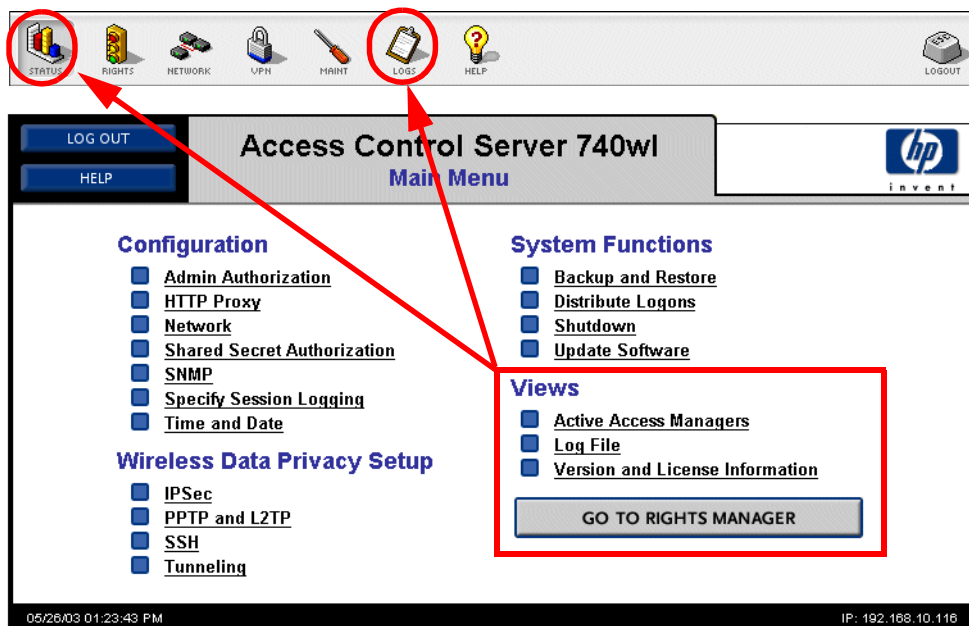 STATUS RIGHTS NETWORK VPN MAINT LOGS HELP LOGOUT
LOG OUT
HELP
Access Control Server 740wl
Main Menu
hp
invent
Configuration
Admin Authorization
HTTP Proxy
Network
Shared Secret Authorization
SNMP
Specify Session Logging
Time and Date
Wireless Data Privacy Setup
IPSec
PPTP and L2TP
SSH
Tunneling
System Functions
Backup and Restore
Distribute Logons
Shutdown
Update Software
Views
Active Access Managers
Log File
Version and License Information
GO TO RIGHTS MANAGER
05/26/03 01:23:43 PM
IP: 192.168.10.116